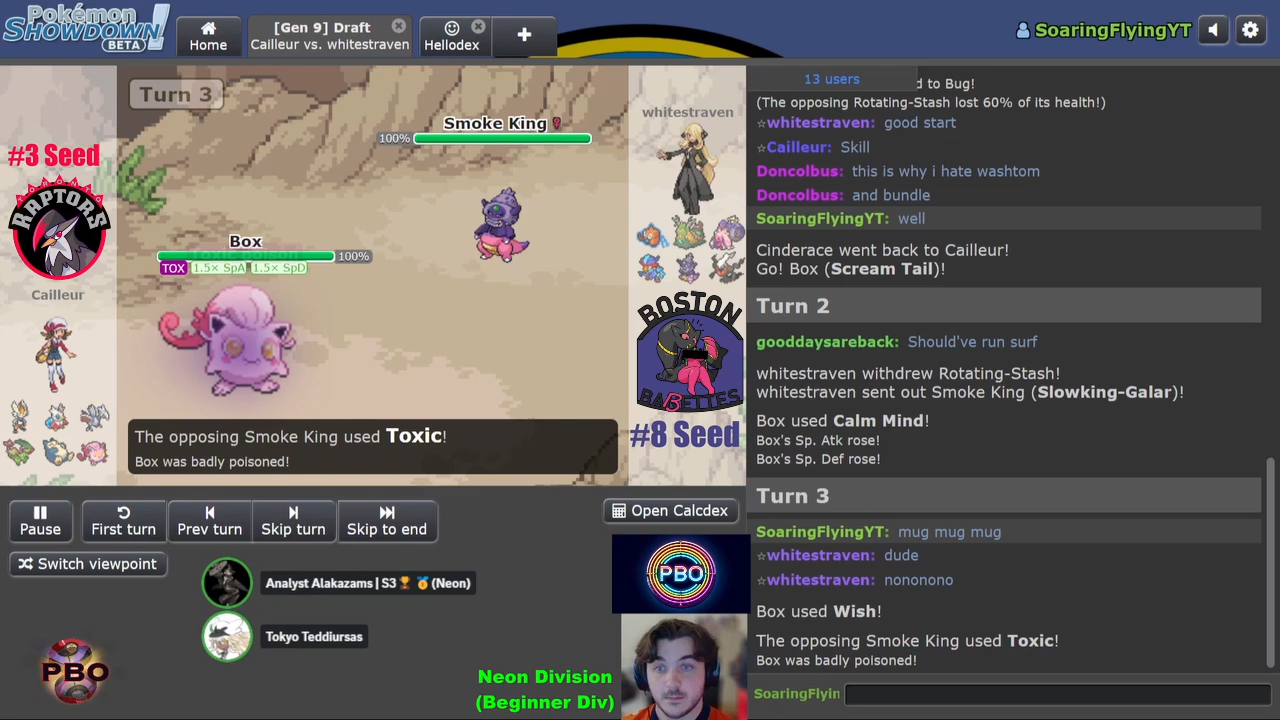 Pokémon
SHOWDOWN!
BETA
Home
[Gen 9] Draft
Cailleur vs. whitestraven
Hellodex
SoaringFlyingYT
Turn 3
Smoke King
100%
#3 Seed
RAPTORS
Cailleur
Box
100%
TOX
1.5× SpA
1.5× SpD
The opposing Smoke King used Toxic!
Box was badly poisoned!
whitestraven
BOSTON
BABETTES
#8 Seed
Pause
First turn
Prev turn
Skip turn
Skip to end
Open Calcdex
Switch viewpoint
Analyst Alakazams | S3🏆 🥇(Neon)
Tokyo Teddiursas
PBO
PBO
Neon Division
(Beginner Div)
13 users
d to Bug!
(The opposing Rotating-Stash lost 60% of its health!)
☆whitestraven: good start
☆Cailleur: Skill
Doncolbus: this is why i hate washtom
Doncolbus: and bundle
SoaringFlyingYT: well
Cinderace went back to Cailleur!
Go! Box (Scream Tail)!
Turn 2
gooddaysareback: Should've run surf
whitestraven withdrew Rotating-Stash!
whitestraven sent out Smoke King (Slowking-Galar)!
Box used Calm Mind!
Box's Sp. Atk rose!
Box's Sp. Def rose!
Turn 3
SoaringFlyingYT: mug mug mug
☆whitestraven: dude
☆whitestraven: nononono
Box used Wish!
The opposing Smoke King used Toxic!
Box was badly poisoned!
SoaringFlyin